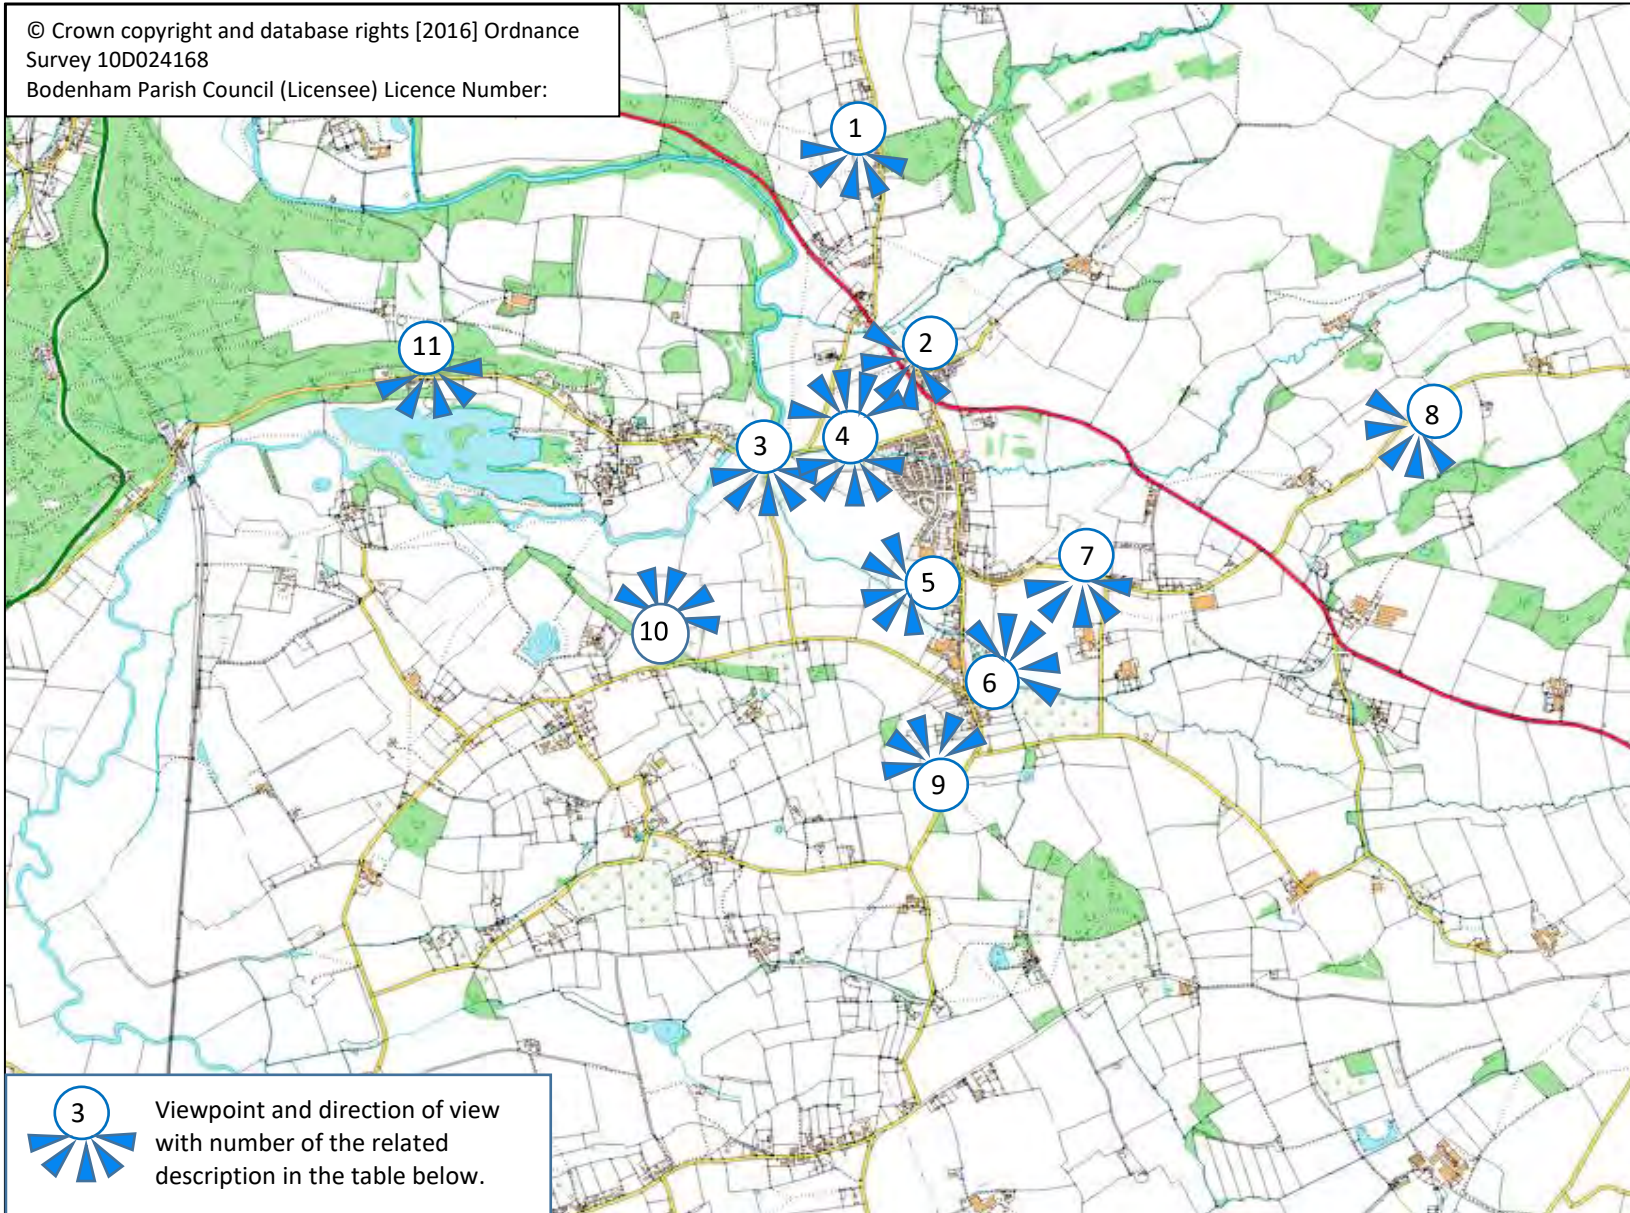 © Crown copyright and database rights [2016] Ordnance
Survey 10D024168
Bodenham Parish Council (Licensee) Licence Number:
1
2
11
8
3
4
7
5
10
6
9
3
Viewpoint and direction of view
with number of the related
description in the table below.